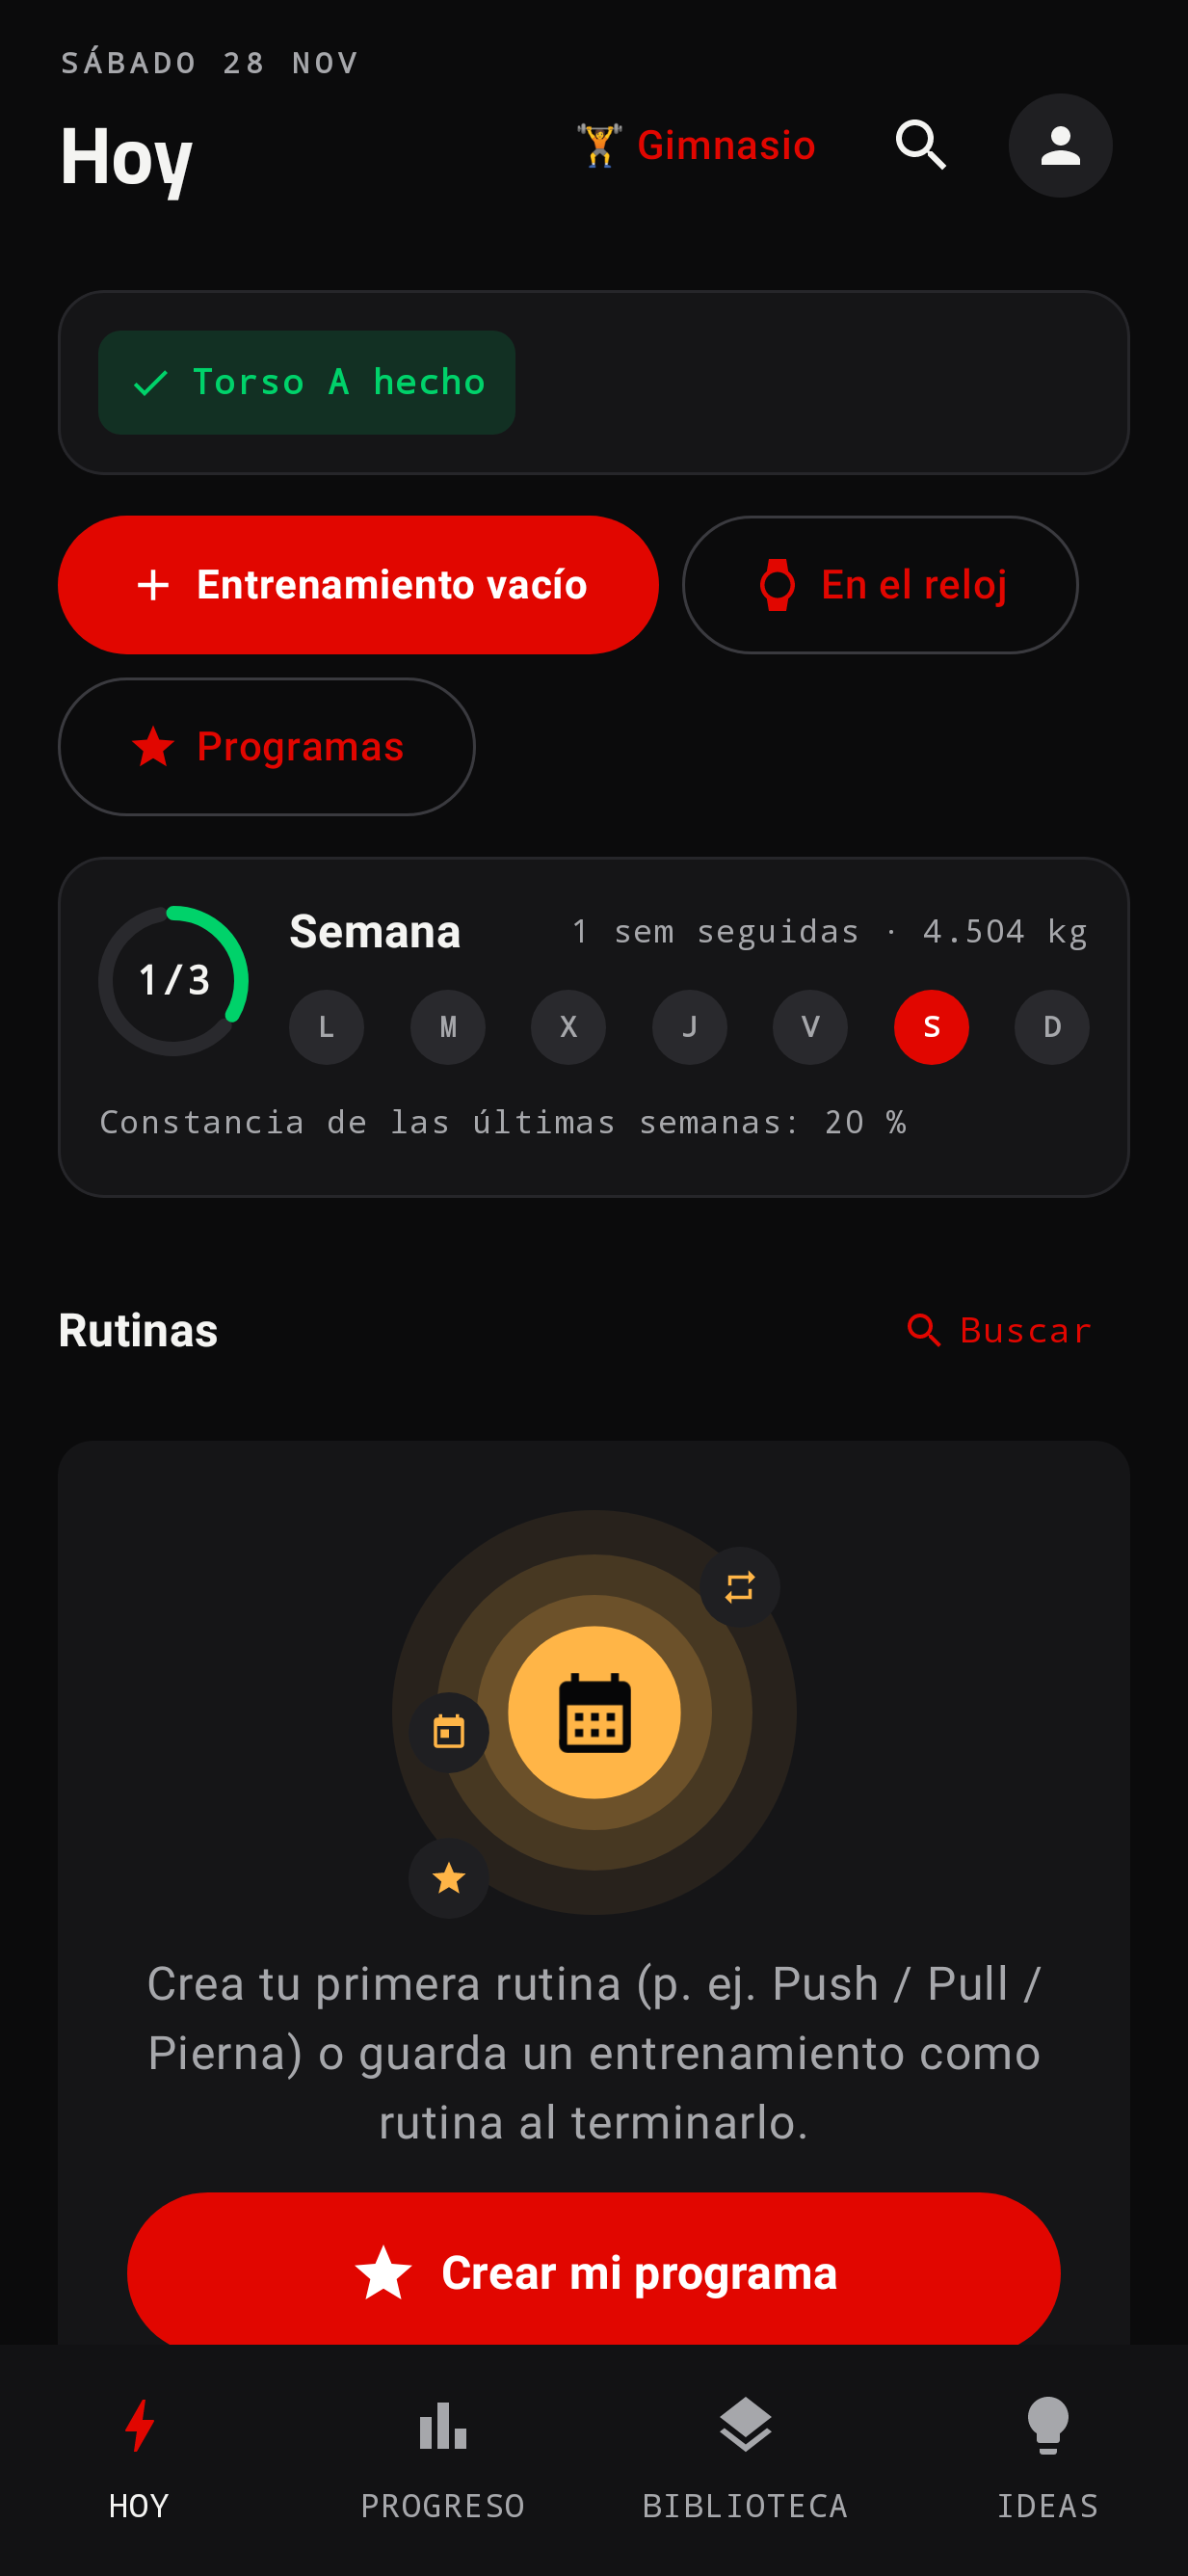 SÁBADO 28 NOV
Hoy
🏋️ Gimnasio
Torso A hecho
Entrenamiento vacío
En el reloj
Programas
1/3
Semana
1 sem seguidas · 4.504 kg
L M X J V S D
Constancia de las últimas semanas: 20 %
Rutinas
Buscar
Crea tu primera rutina (p. ej. Push / Pull /
Pierna) o guarda un entrenamiento como
rutina al terminarlo.
Crear mi programa
HOY
PROGRESO
BIBLIOTECA
IDEAS